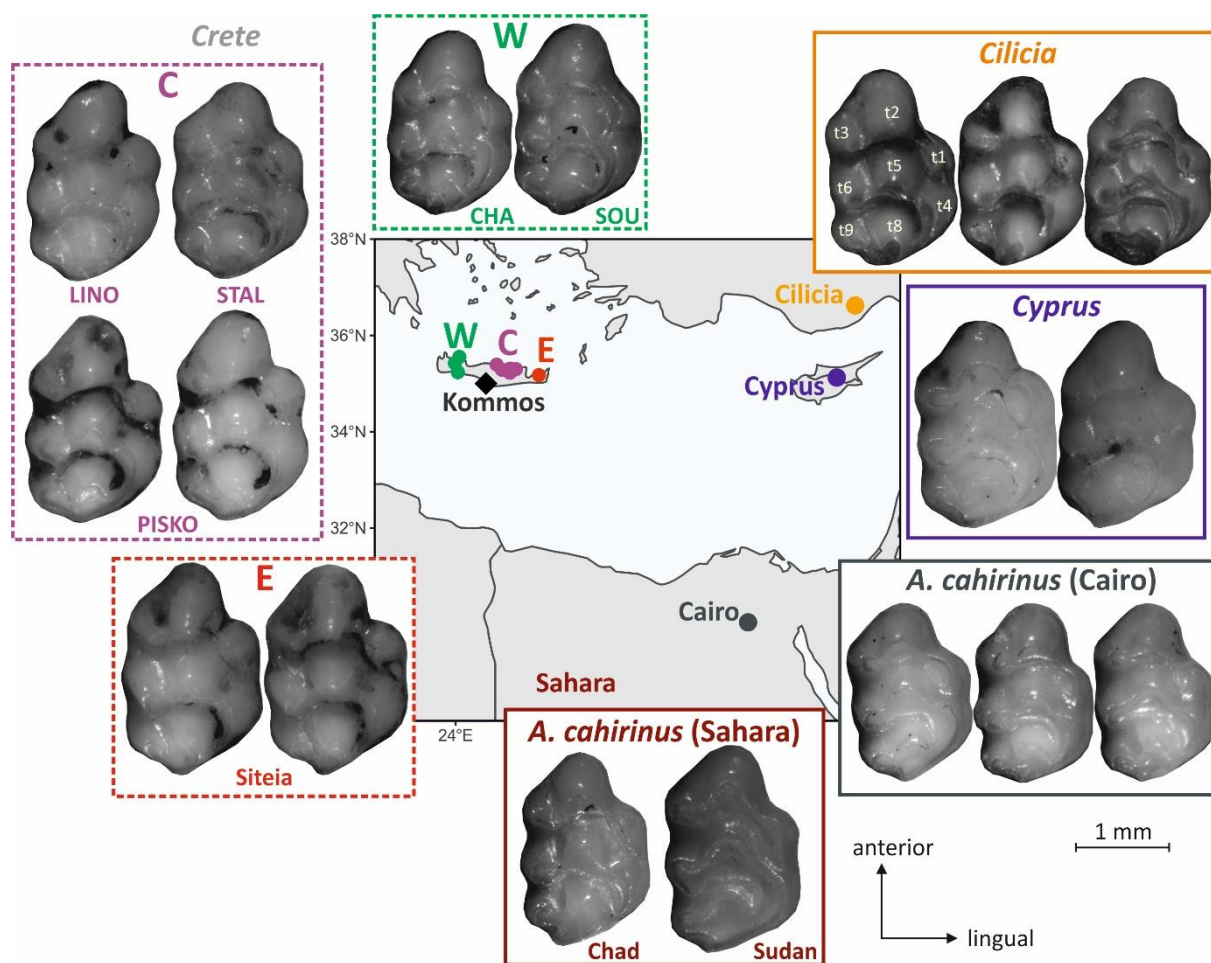 Crete
C
LINO
STAL
PISKO
W
CHA
SOU
Cilicia
t2
t3
t1
t5
t6
t4
t9
t8
38°N
36°N
34°N
32°N
24°E
W
C
E
Kommos
Cilicia
Cyprus
Cairo
Sahara
Cyprus
A. cahirinus (Cairo)
E
Siteia
A. cahirinus (Sahara)
Chad
Sudan
1 mm
anterior
lingual